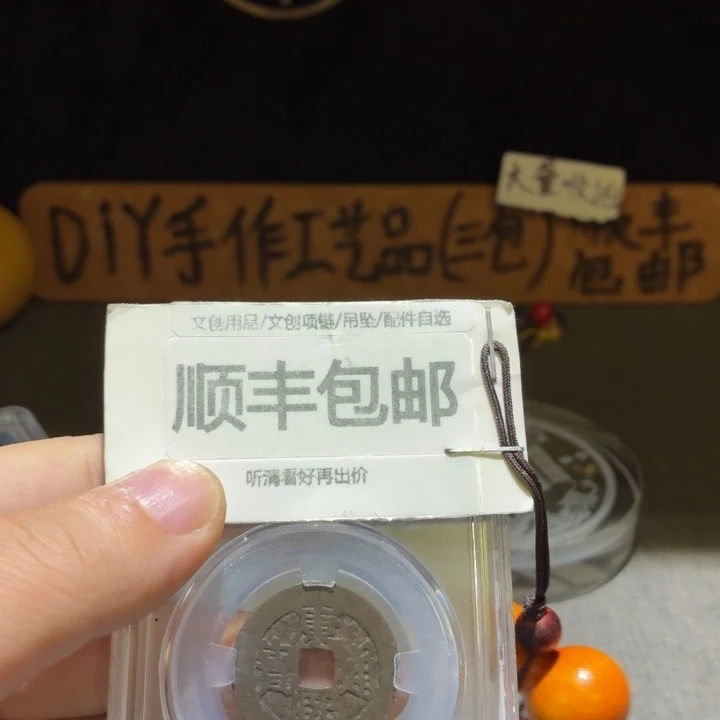 DIY手作工艺品(三包)顺丰
包邮
文创用品/文创项链/吊坠/配件自选
顺丰包邮
听清看好再出价